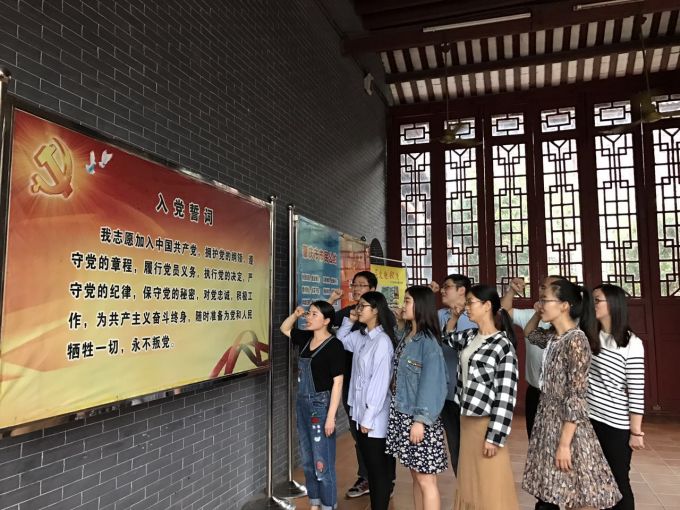 入党誓词
我志愿加入中国共产党，拥护党的纲领，遵
守党的章程，履行党员义务，执行党的决定，严
守党的纪律，保守党的秘密，对党忠诚，积极工
作，为共产主义奋斗终身，随时准备为党和人民
牺牲一切，永不叛党。